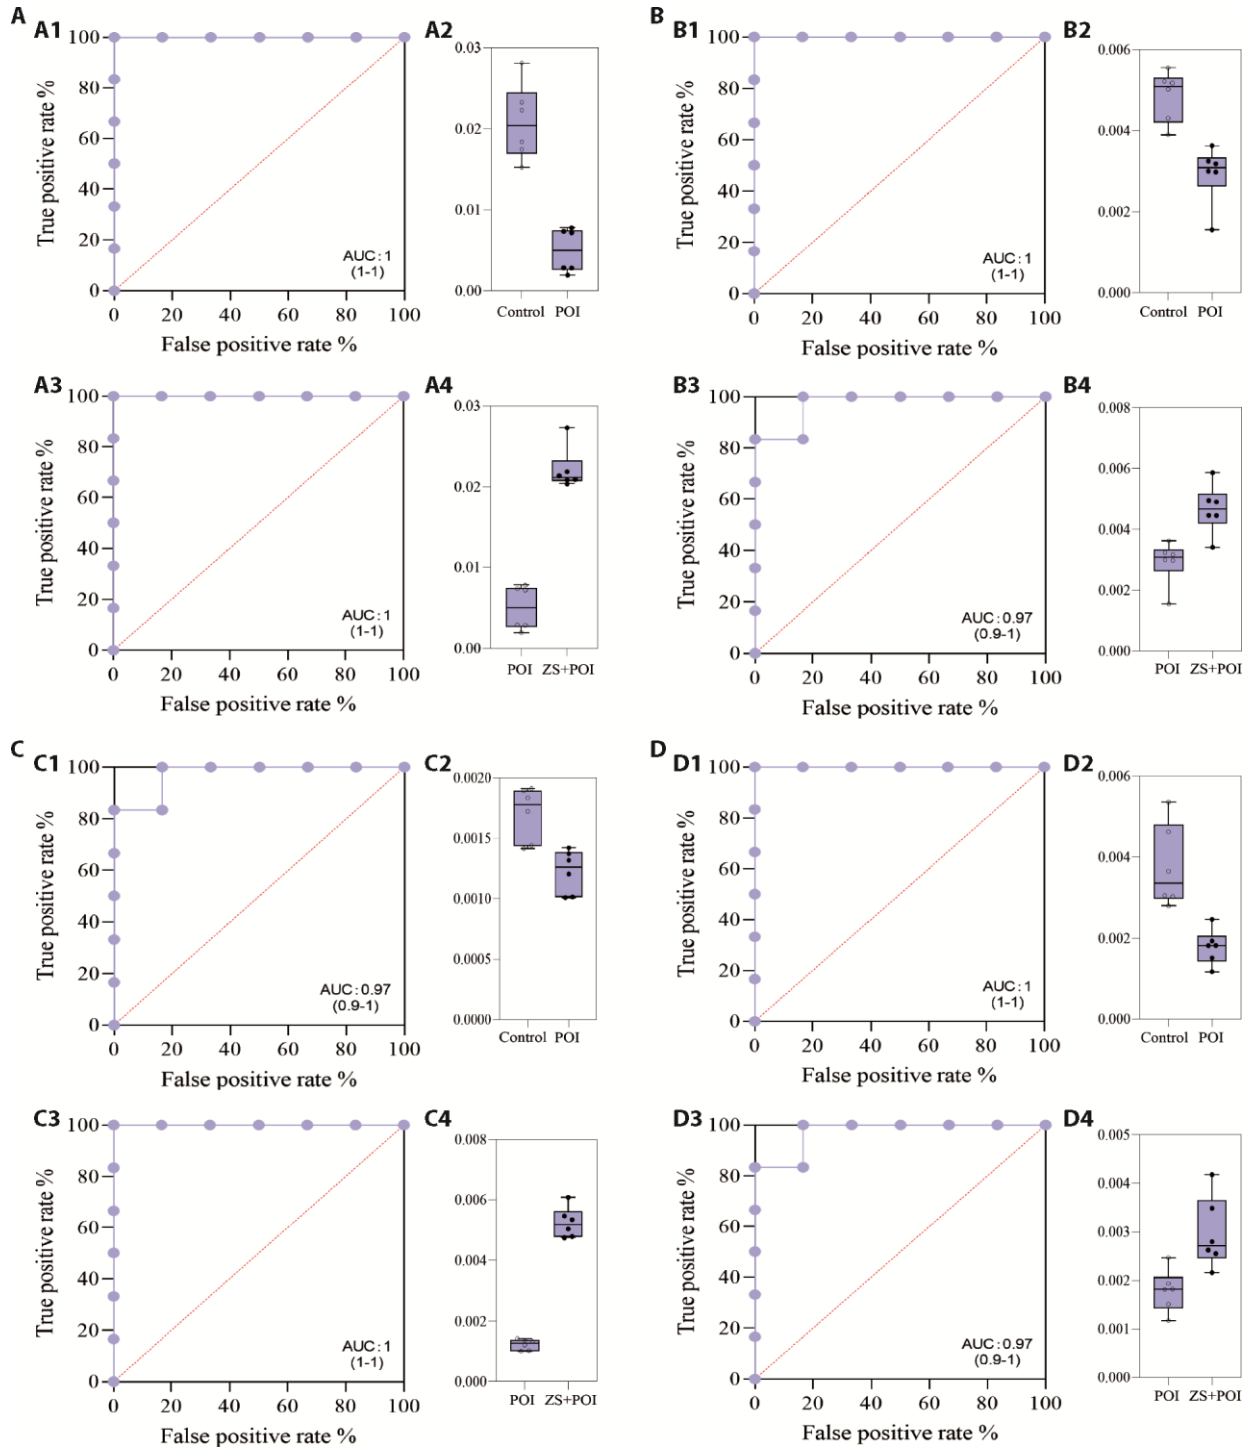 A
A1
100
80
60
40
20
0
True positive rate %
AUC:1
(1-1)
0 20 40 60 80 100
False positive rate %
A2
0.03
0.02
0.01
0.00
Control POI
B
B1
100
80
60
40
20
0
True positive rate %
AUC:1
(1-1)
0 20 40 60 80 100
False positive rate %
B2
0.006
0.004
0.002
0.000
Control POI
A3
100
80
60
40
20
0
True positive rate %
AUC:1
(1-1)
0 20 40 60 80 100
False positive rate %
A4
0.03
0.02
0.01
0.00
POI ZS+POI
B3
100
80
60
40
20
0
True positive rate %
AUC:0.97
(0.9-1)
0 20 40 60 80 100
False positive rate %
B4
0.008
0.006
0.004
0.002
0.000
POI ZS+POI
C
C1
100
80
60
40
20
0
True positive rate %
AUC:0.97
(0.9-1)
0 20 40 60 80 100
False positive rate %
C2
0.0020
0.0015
0.0010
0.0005
0.0000
Control POI
D
D1
100
80
60
40
20
0
True positive rate %
AUC:1
(1-1)
0 20 40 60 80 100
False positive rate %
D2
0.006
0.004
0.002
0.000
Control POI
C3
100
80
60
40
20
0
True positive rate %
AUC:1
(1-1)
0 20 40 60 80 100
False positive rate %
C4
0.008
0.006
0.004
0.002
0.000
POI ZS+POI
D3
100
80
60
40
20
0
True positive rate %
AUC:0.97
(0.9-1)
0 20 40 60 80 100
False positive rate %
D4
0.005
0.004
0.003
0.002
0.001
0.000
POI ZS+POI